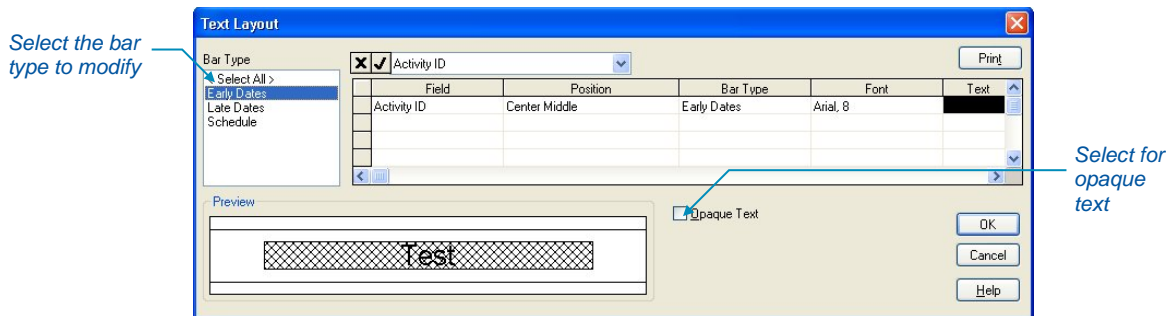 Text Layout
Select the bar
type to modify
Bar Type
Select All >
Early Dates
Late Dates
Schedule
Activity ID
Print
Field Position Bar Type Font Text
Activity ID Center Middle Early Dates Arial, 8
Select for
opaque
text
Preview
Test
Opaque Text
OK
Cancel
Help